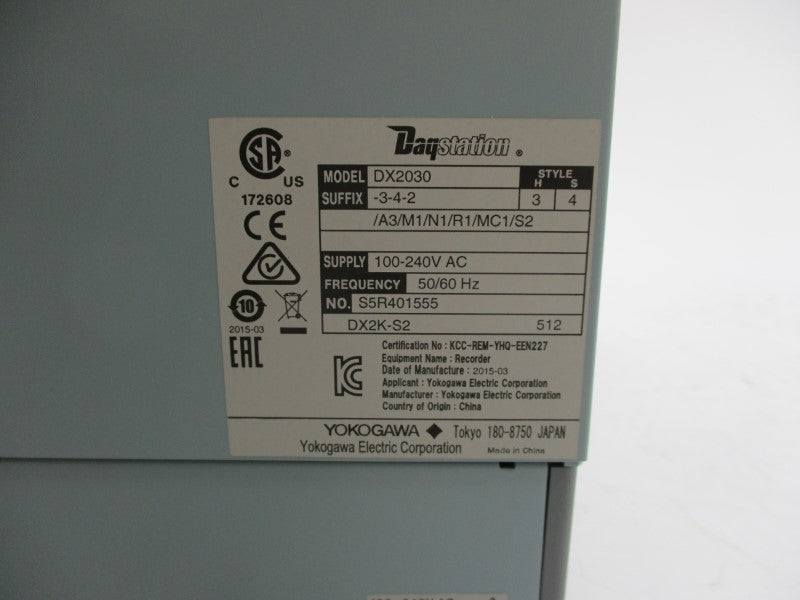 Daqstation ®
CSA ®
C US
172608
CE
10
2015-03
EAC
MODEL DX2030 STYLE
H S
SUFFIX -3-4-2 3 4
/A3/M1/N1/R1/MC1/S2
SUPPLY 100-240V AC
FREQUENCY 50/60 Hz
NO. S5R401555
DX2K-S2 512
KC
Certification No : KCC-REM-YHQ-EEN227
Equipment Name : Recorder
Date of Manufacture : 2015-03
Applicant : Yokogawa Electric Corporation
Manufacturer : Yokogawa Electric Corporation
Country of Origin : China
YOKOGAWA ◆ Tokyo 180-8750 JAPAN
Yokogawa Electric Corporation Made in China